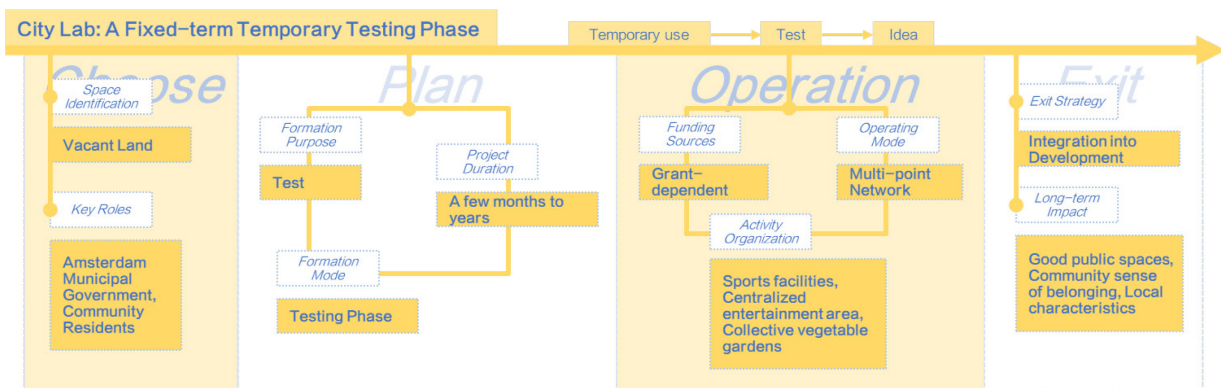 City Lab: A Fixed-term Temporary Testing Phase
Temporary use
Test
Idea
Choose
Space
Identification
Vacant Land
Key Roles
Amsterdam
Municipal
Government,
Community
Residents
Plan
Formation
Purpose
Test
Project
Duration
A few months to
years
Formation
Mode
Testing Phase
Operation
Funding
Sources
Grant-
dependent
Operating
Mode
Multi-point
Network
Activity
Organization
Sports facilities,
Centralized
entertainment area,
Collective vegetable
gardens
Exit
Exit Strategy
Integration into
Development
Long-term
Impact
Good public spaces,
Community sense
of belonging, Local
characteristics